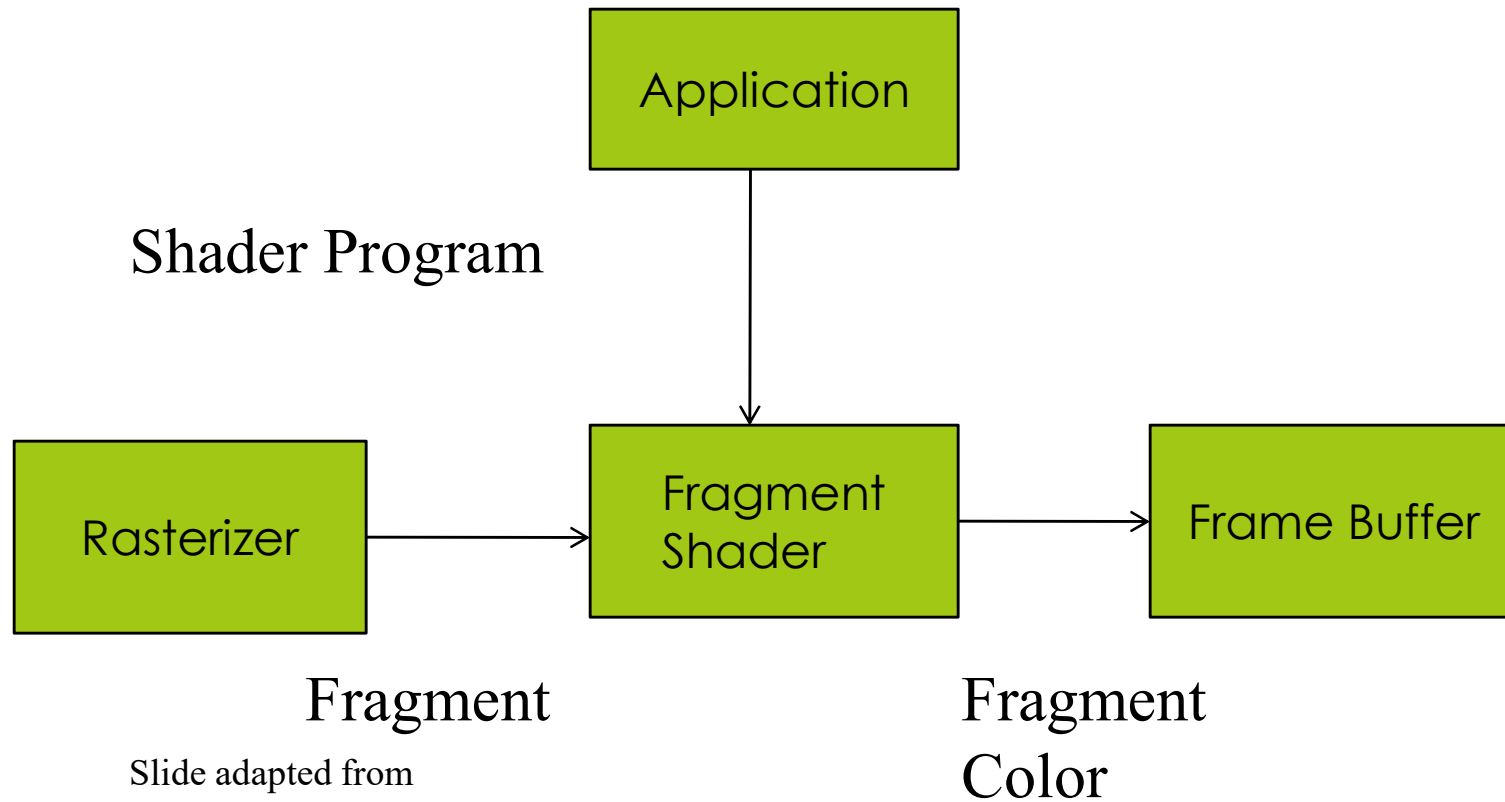 Application
Shader Program
Rasterizer
Fragment
Shader
Frame Buffer
Fragment
Fragment
Color
Slide adapted from